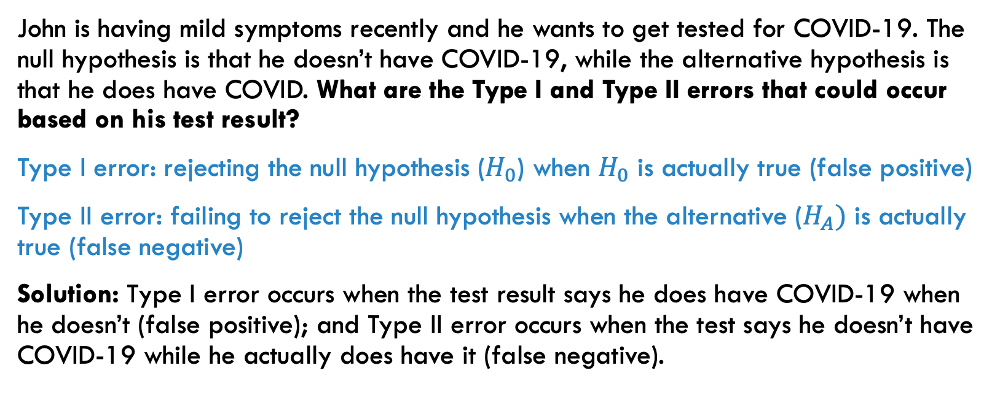 John is having mild symptoms recently and he wants to get tested for COVID-19. The
null hypothesis is that he doesn’t have COVID-19, while the alternative hypothesis is
that he does have COVID. What are the Type I and Type II errors that could occur
based on his test result?
Type I error: rejecting the null hypothesis (H₀) when H₀ is actually true (false positive)
Type II error: failing to reject the null hypothesis when the alternative (H_A) is actually
true (false negative)
Solution: Type I error occurs when the test result says he does have COVID-19 when
he doesn’t (false positive); and Type II error occurs when the test says he doesn’t have
COVID-19 while he actually does have it (false negative).